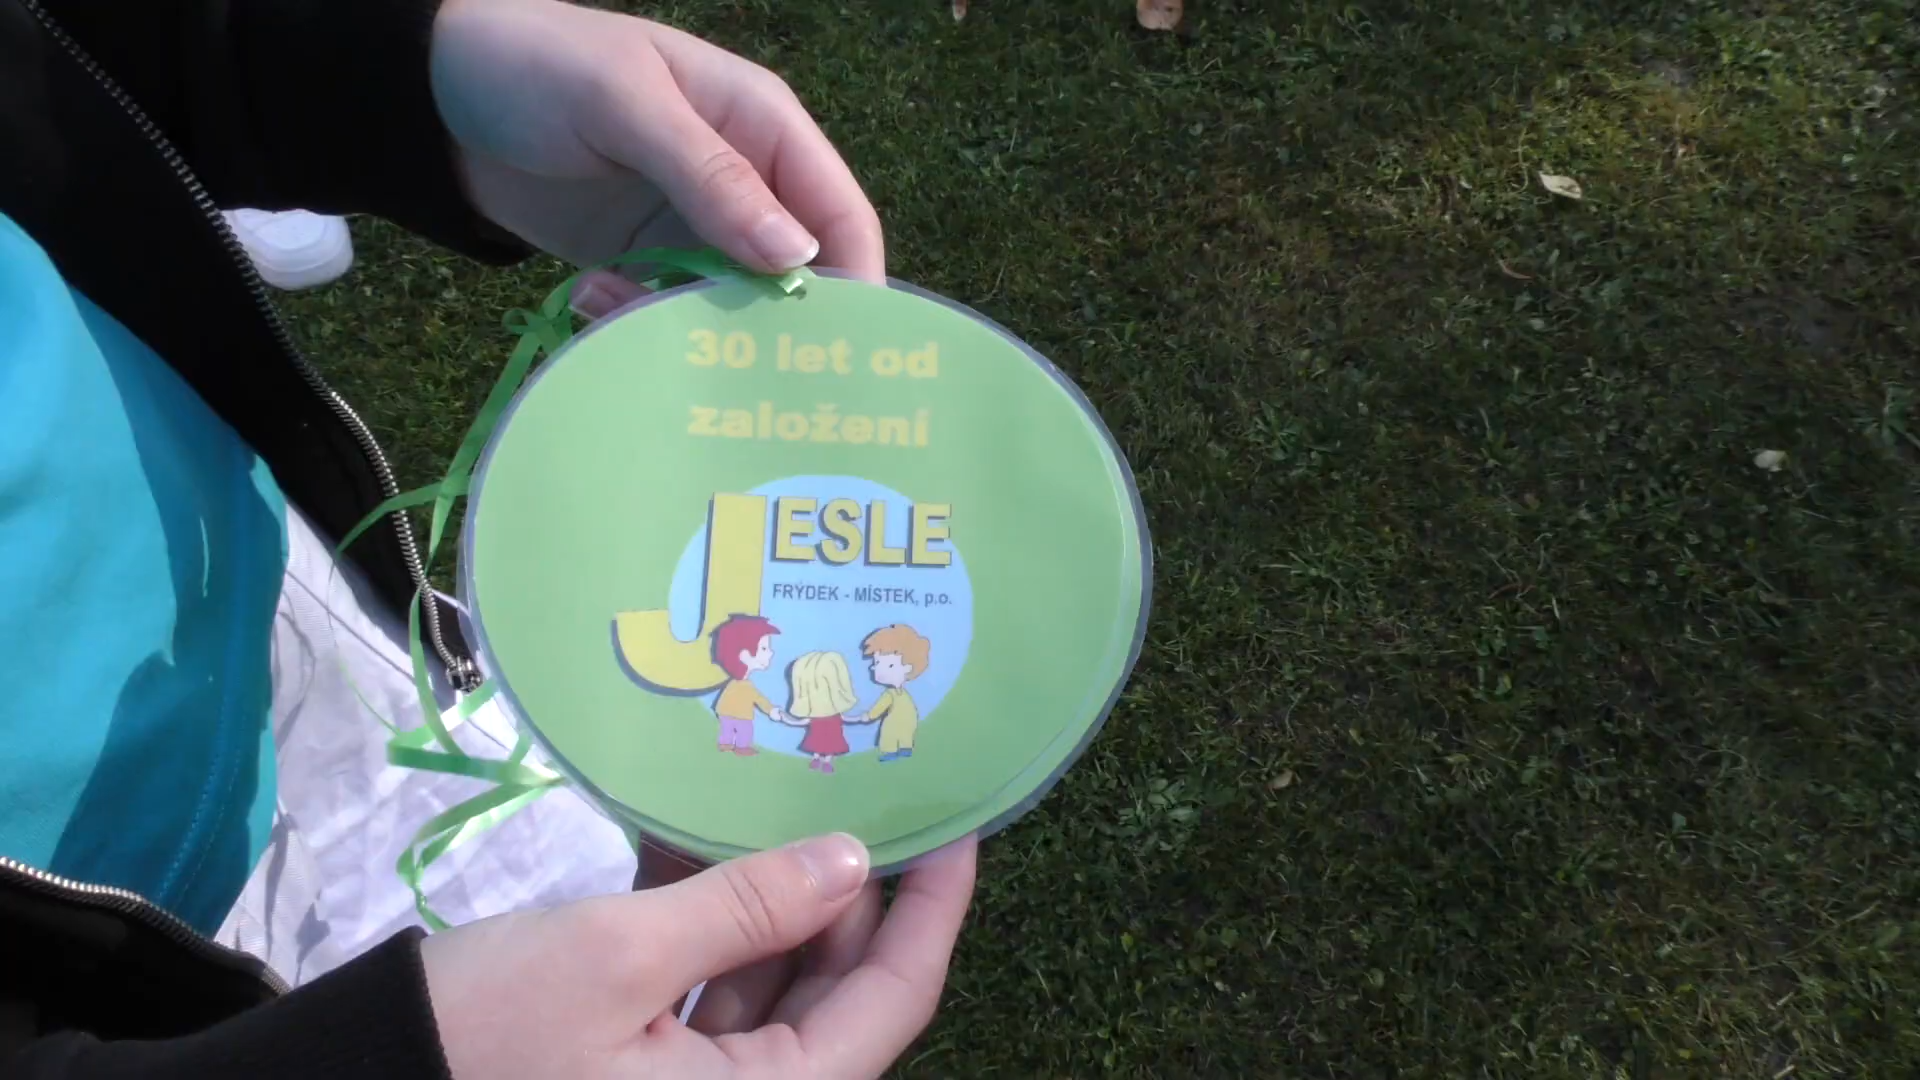 30 let od
založení
JESLE
FRÝDEK - MÍSTEK, p.o.